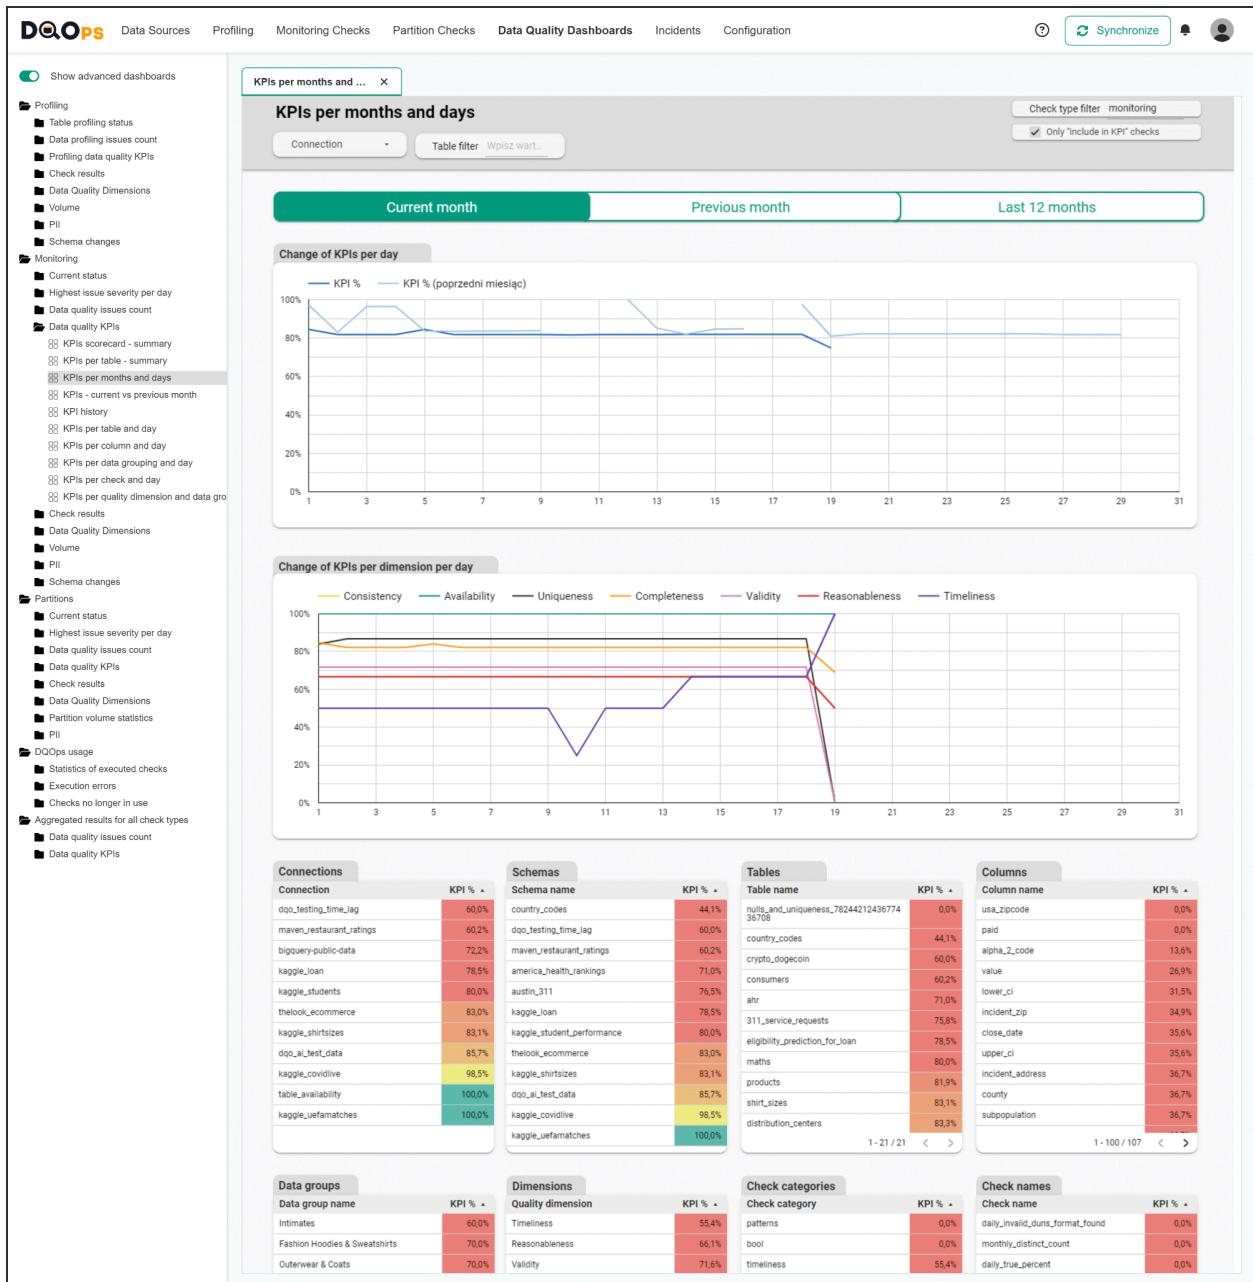 DQOps
Data Sources
Profiling
Monitoring Checks
Partition Checks
Data Quality Dashboards
Incidents
Configuration
Synchronize
Show advanced dashboards
Profiling
Table profiling status
Data profiling issues count
Profiling data quality KPIs
Check results
Data Quality Dimensions
Volume
PII
Schema changes
Monitoring
Current status
Highest issue severity per day
Data quality issues count
Data quality KPIs
KPIs scorecard - summary
KPIs per table - summary
KPIs per months and days
KPIs - current vs previous month
KPI history
KPIs per table and day
KPIs per column and day
KPIs per data grouping and day
KPIs per check and day
KPIs per quality dimension and data gro
Check results
Data Quality Dimensions
Volume
PII
Schema changes
Partitions
Current status
Highest issue severity per day
Data quality issues count
Data quality KPIs
Check results
Data Quality Dimensions
Partition volume statistics
PII
DQOps usage
Statistics of executed checks
Execution errors
Checks no longer in use
Aggregated results for all check types
Data quality issues count
Data quality KPIs
KPIs per months and ...
KPIs per months and days
Check type filter monitoring
Only "include in KPI" checks
Connection
Table filter Wpisz wart...
Current month
Previous month
Last 12 months
Change of KPIs per day
KPI % KPI % (poprzedni miesiąc)
100%
80%
60%
40%
20%
0%
1 3 5 7 9 11 13 15 17 19 21 23 25 27 29 31
Change of KPIs per dimension per day
Consistency Availability Uniqueness Completeness Validity Reasonableness Timeliness
100%
80%
60%
40%
20%
0%
1 3 5 7 9 11 13 15 17 19 21 23 25 27 29 31
Connections
Connection KPI %
dqo_testing_time_lag 60,0%
maven_restaurant_ratings 60,2%
bigquery-public-data 72,2%
kaggle_loan 78,5%
kaggle_students 80,0%
thelook_ecommerce 83,0%
kaggle_shirtsizes 83,1%
dqo_ai_test_data 85,7%
kaggle_covidlive 98,5%
table_availability 100,0%
kaggle_uefamatches 100,0%
Schemas
Schema name KPI %
country_codes 44,1%
dqo_testing_time_lag 60,0%
maven_restaurant_ratings 60,2%
america_health_rankings 71,0%
austin_311 76,5%
kaggle_loan 78,5%
kaggle_student_performance 80,0%
thelook_ecommerce 83,0%
kaggle_shirtsizes 83,1%
dqo_ai_test_data 85,7%
kaggle_covidlive 98,5%
kaggle_uefamatches 100,0%
Tables
Table name KPI %
nulls_and_uniqueness_78244212436774 0,0%
36708
country_codes 44,1%
crypto_dogecoin 60,0%
consumers 60,2%
ahr 71,0%
311_service_requests 75,8%
eligibility_prediction_for_loan 78,5%
maths 80,0%
products 81,9%
shirt_sizes 83,1%
distribution_centers 83,3%
1 - 21 / 21
Columns
Column name KPI %
usa_zipcode 0,0%
paid 0,0%
alpha_2_code 13,6%
value 26,9%
lower_ci 31,5%
incident_zip 34,9%
close_date 35,6%
upper_ci 35,6%
incident_address 36,7%
county 36,7%
subpopulation 36,7%
1 - 100 / 107
Data groups
Data group name KPI %
Intimates 60,0%
Fashion Hoodies & Sweatshirts 70,0%
Outerwear & Coats 70,0%
Dimensions
Quality dimension KPI %
Timeliness 55,4%
Reasonableness 66,1%
Validity 71,6%
Check categories
Check category KPI %
patterns 0,0%
bool 0,0%
timeliness 55,4%
Check names
Check name KPI %
daily_invalid_duns_format_found 0,0%
monthly_distinct_count 0,0%
daily_true_percent 0,0%